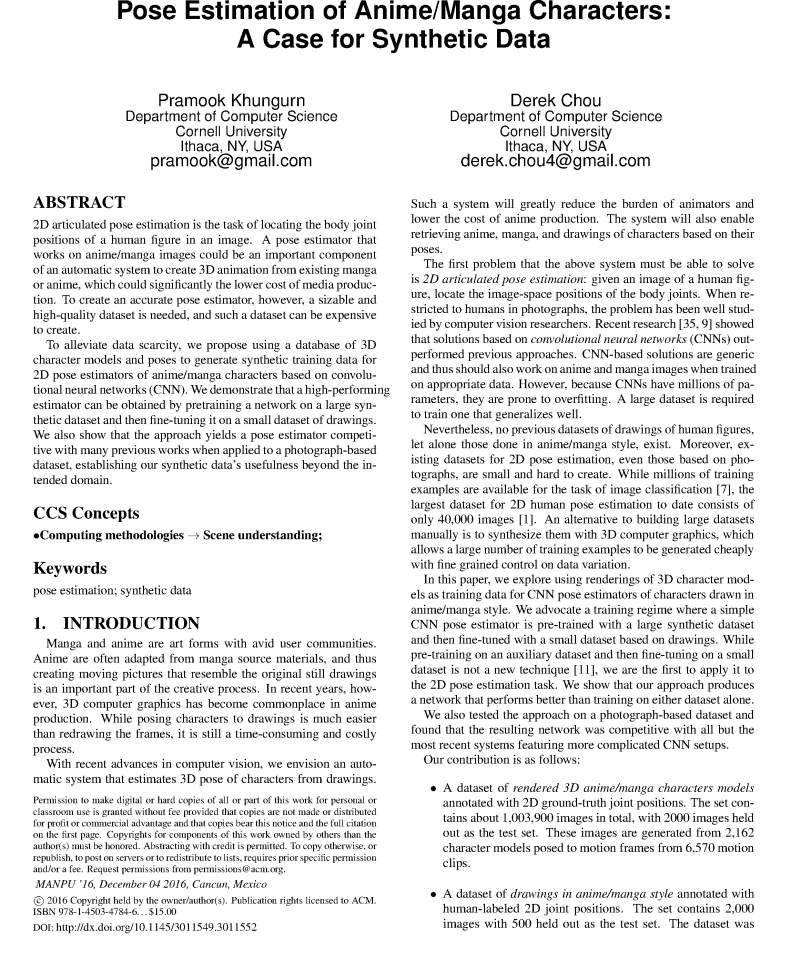 Pose Estimation of Anime/Manga Characters:
A Case for Synthetic Data
Pramook Khungurn
Department of Computer Science
Cornell University
Ithaca, NY, USA
pramook@gmail.com
Derek Chou
Department of Computer Science
Cornell University
Ithaca, NY, USA
derek.chou4@gmail.com
ABSTRACT
2D articulated pose estimation is the task of locating the body joint
positions of a human figure in an image. A pose estimator that
works on anime/manga images could be an important component
of an automatic system to create 3D animation from existing manga
or anime, which could significantly the lower cost of media produc-
tion. To create an accurate pose estimator, however, a sizable and
high-quality dataset is needed, and such a dataset can be expensive
to create.
To alleviate data scarcity, we propose using a database of 3D
character models and poses to generate synthetic training data for
2D pose estimators of anime/manga characters based on convolu-
tional neural networks (CNN). We demonstrate that a high-performing
estimator can be obtained by pretraining a network on a large syn-
thetic dataset and then fine-tuning it on a small dataset of drawings.
We also show that the approach yields a pose estimator competi-
tive with many previous works when applied to a photograph-based
dataset, establishing our synthetic data's usefulness beyond the in-
tended domain.
CCS Concepts
•Computing methodologies → Scene understanding;
Keywords
pose estimation; synthetic data
1. INTRODUCTION
Manga and anime are art forms with avid user communities.
Anime are often adapted from manga source materials, and thus
creating moving pictures that resemble the original still drawings
is an important part of the creative process. In recent years, how-
ever, 3D computer graphics has become commonplace in anime
production. While posing characters to drawings is much easier
than redrawing the frames, it is still a time-consuming and costly
process.
With recent advances in computer vision, we envision an auto-
matic system that estimates 3D pose of characters from drawings.
Permission to make digital or hard copies of all or part of this work for personal or
classroom use is granted without fee provided that copies are not made or distributed
for profit or commercial advantage and that copies bear this notice and the full citation
on the first page. Copyrights for components of this work owned by others than the
author(s) must be honored. Abstracting with credit is permitted. To copy otherwise, or
republish, to post on servers or to redistribute to lists, requires prior specific permission
and/or a fee. Request permissions from permissions@acm.org.
MANPU '16, December 04 2016, Cancun, Mexico
© 2016 Copyright held by the owner/author(s). Publication rights licensed to ACM.
ISBN 978-1-4503-4784-6...$15.00
DOI: http://dx.doi.org/10.1145/3011549.3011552
Such a system will greatly reduce the burden of animators and
lower the cost of anime production. The system will also enable
retrieving anime, manga, and drawings of characters based on their
poses.
The first problem that the above system must be able to solve
is 2D articulated pose estimation: given an image of a human fig-
ure, locate the image-space positions of the body joints. When re-
stricted to humans in photographs, the problem has been well stud-
ied by computer vision researchers. Recent research [35, 9] showed
that solutions based on convolutional neural networks (CNNs) out-
performed previous approaches. CNN-based solutions are generic
and thus should also work on anime and manga images when trained
on appropriate data. However, because CNNs have millions of pa-
rameters, they are prone to overfitting. A large dataset is required
to train one that generalizes well.
Nevertheless, no previous datasets of drawings of human figures,
let alone those done in anime/manga style, exist. Moreover, ex-
isting datasets for 2D pose estimation, even those based on pho-
tographs, are small and hard to create. While millions of training
examples are available for the task of image classification [7], the
largest dataset for 2D human pose estimation to date consists of
only 40,000 images [1]. An alternative to building large datasets
manually is to synthesize them with 3D computer graphics, which
allows a large number of training examples to be generated cheaply
with fine grained control on data variation.
In this paper, we explore using renderings of 3D character mod-
els as training data for CNN pose estimators of characters drawn in
anime/manga style. We advocate a training regime where a simple
CNN pose estimator is pre-trained with a large synthetic dataset
and then fine-tuned with a small dataset based on drawings. While
pre-training on an auxiliary dataset and then fine-tuning on a small
dataset is not a new technique [11], we are the first to apply it to
the 2D pose estimation task. We show that our approach produces
a network that performs better than training on either dataset alone.
We also tested the approach on a photograph-based dataset and
found that the resulting network was competitive with all but the
most recent systems featuring more complicated CNN setups.
Our contribution is as follows:
• A dataset of rendered 3D anime/manga characters models
annotated with 2D ground-truth joint positions. The set con-
tains about 1,003,900 images in total, with 2000 images held
out as the test set. These images are generated from 2,162
character models posed to motion frames from 6,570 motion
clips.
• A dataset of drawings in anime/manga style annotated with
human-labeled 2D joint positions. The set contains 2,000
images with 500 held out as the test set. The dataset was